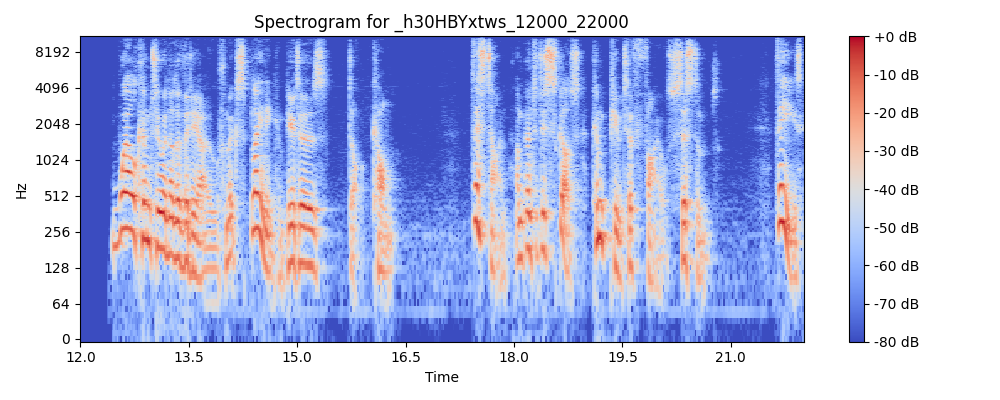 Spectrogram for _h30HBYxtws_12000_22000
8192
4096
2048
1024
512
256
128
64
0
Hz
12.0 13.5 15.0 16.5 18.0 19.5 21.0
Time
+0 dB
-10 dB
-20 dB
-30 dB
-40 dB
-50 dB
-60 dB
-70 dB
-80 dB